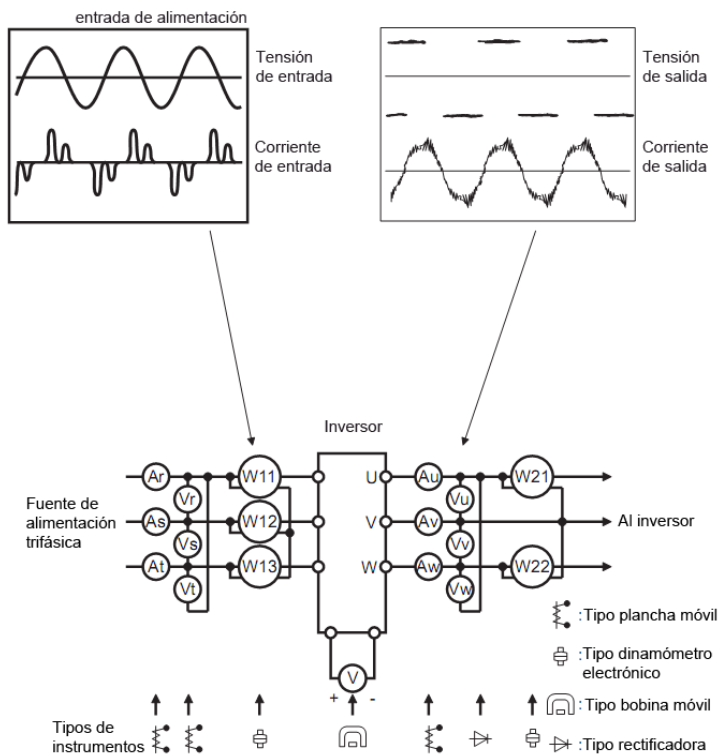 entrada de alimentación
Tensión
de entrada
Corriente
de entrada
Tensión
de salida
Corriente
de salida
Inversor
Fuente de
alimentación
trifásica
Ar
As
At
Vr
Vs
Vt
W11
W12
W13
U
V
W
Au
Av
Aw
Vu
Vv
Vw
W21
W22
Al inversor
+ V -
Tipos de
instrumentos
:Tipo plancha móvil
:Tipo dinamómetro
electrónico
:Tipo bobina móvil
:Tipo rectificadora